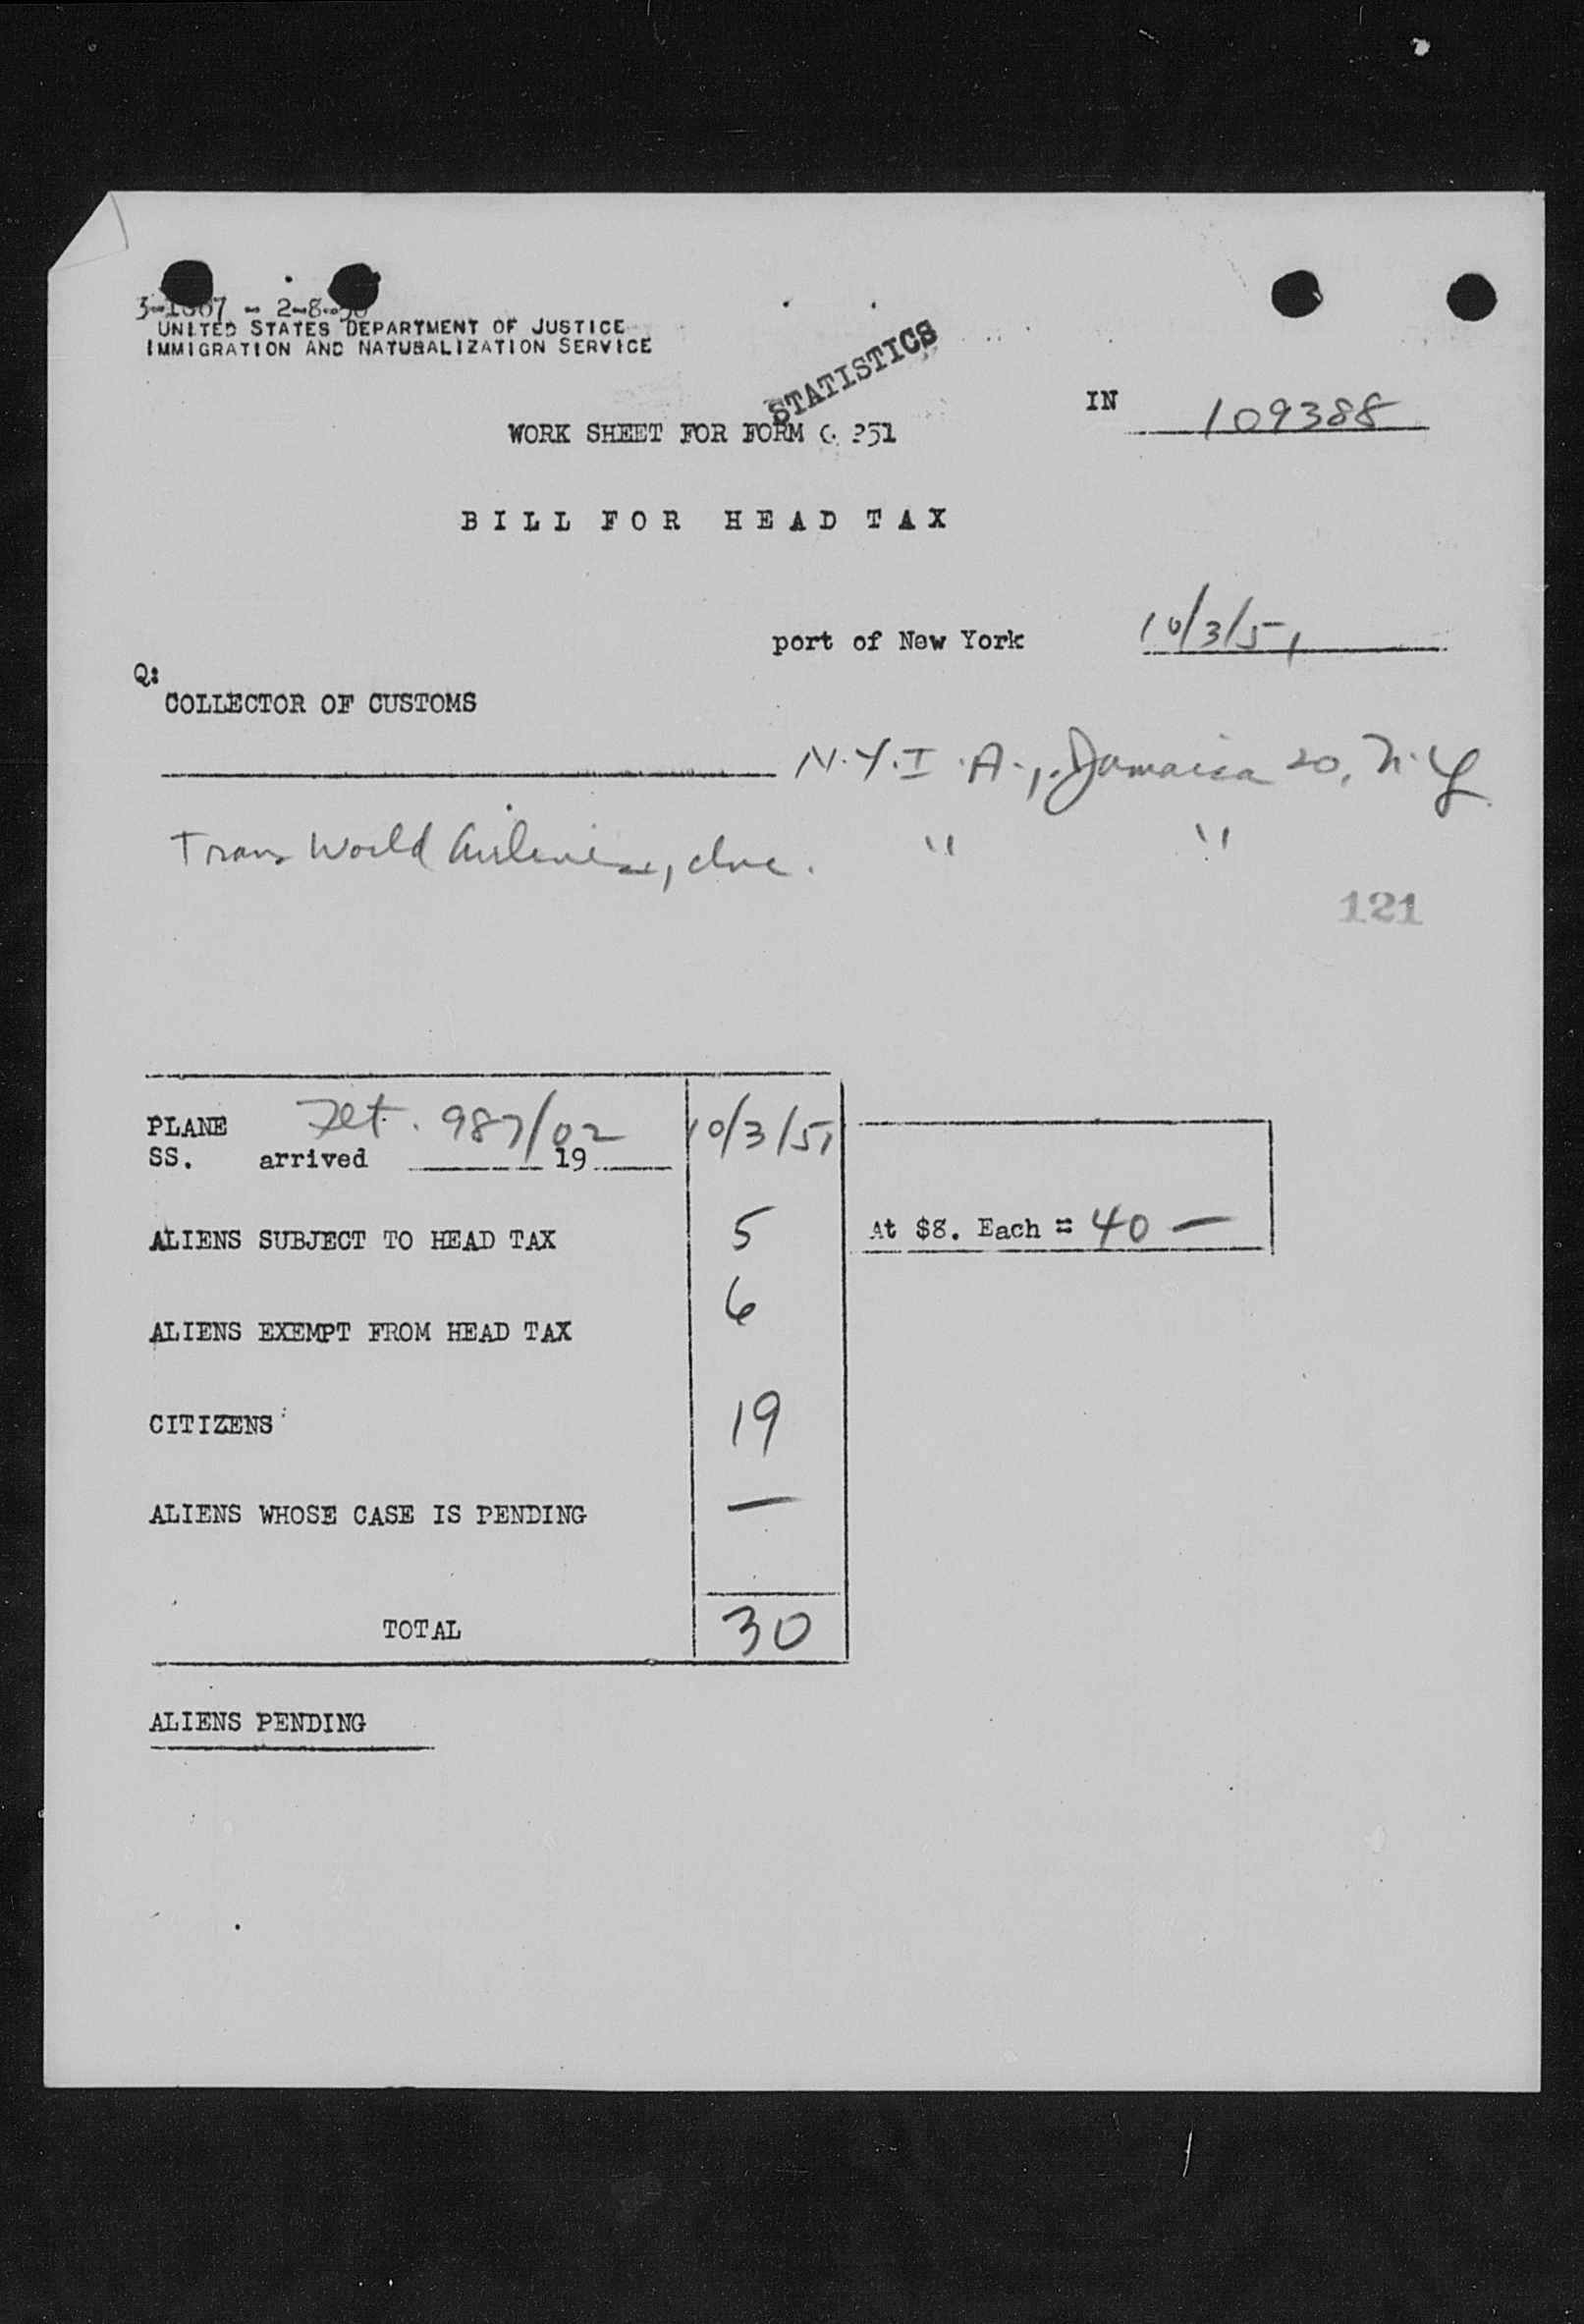 UNITED STATES DEPARTMENT OF JUSTICE
IMMIGRATION AND NATURALIZATION SERVICE
STATISTICS
IN 109388
WORK SHEET FOR FORM
BILL FOR HEAD TAX
port of New York 10/3/51
Q:
COLLECTOR OF CUSTOMS
N.Y.I.A., Jamaica 20, N.Y.
Trans World Airlines, Inc. " "
121
PLANE Flt. 987/02 10/3/51
SS. arrived 19
ALIENS SUBJECT TO HEAD TAX 5 At $8. Each = 40 —
ALIENS EXEMPT FROM HEAD TAX 6
CITIZENS 19
ALIENS WHOSE CASE IS PENDING —
TOTAL 30
ALIENS PENDING